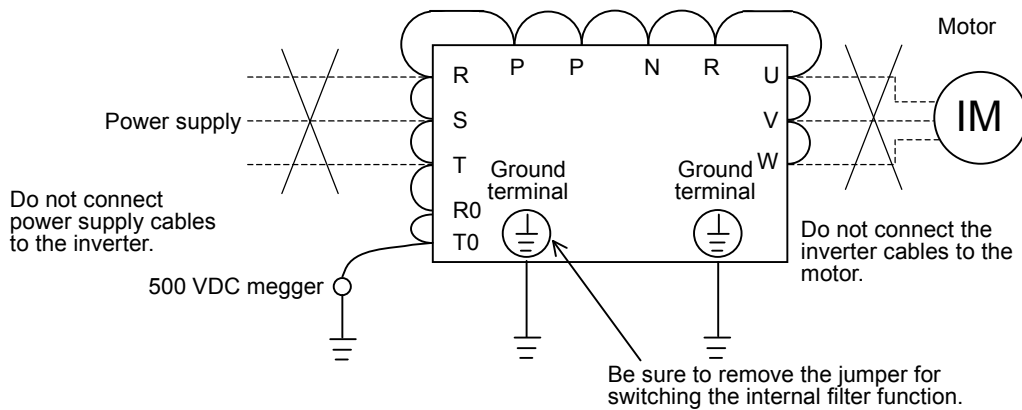 Motor
P P N R
R U
S V
T W
R0
T0
Power supply
IM
Ground
terminal
Ground
terminal
Do not connect
power supply cables
to the inverter.
Do not connect the
inverter cables to the
motor.
500 VDC megger
Be sure to remove the jumper for
switching the internal filter function.